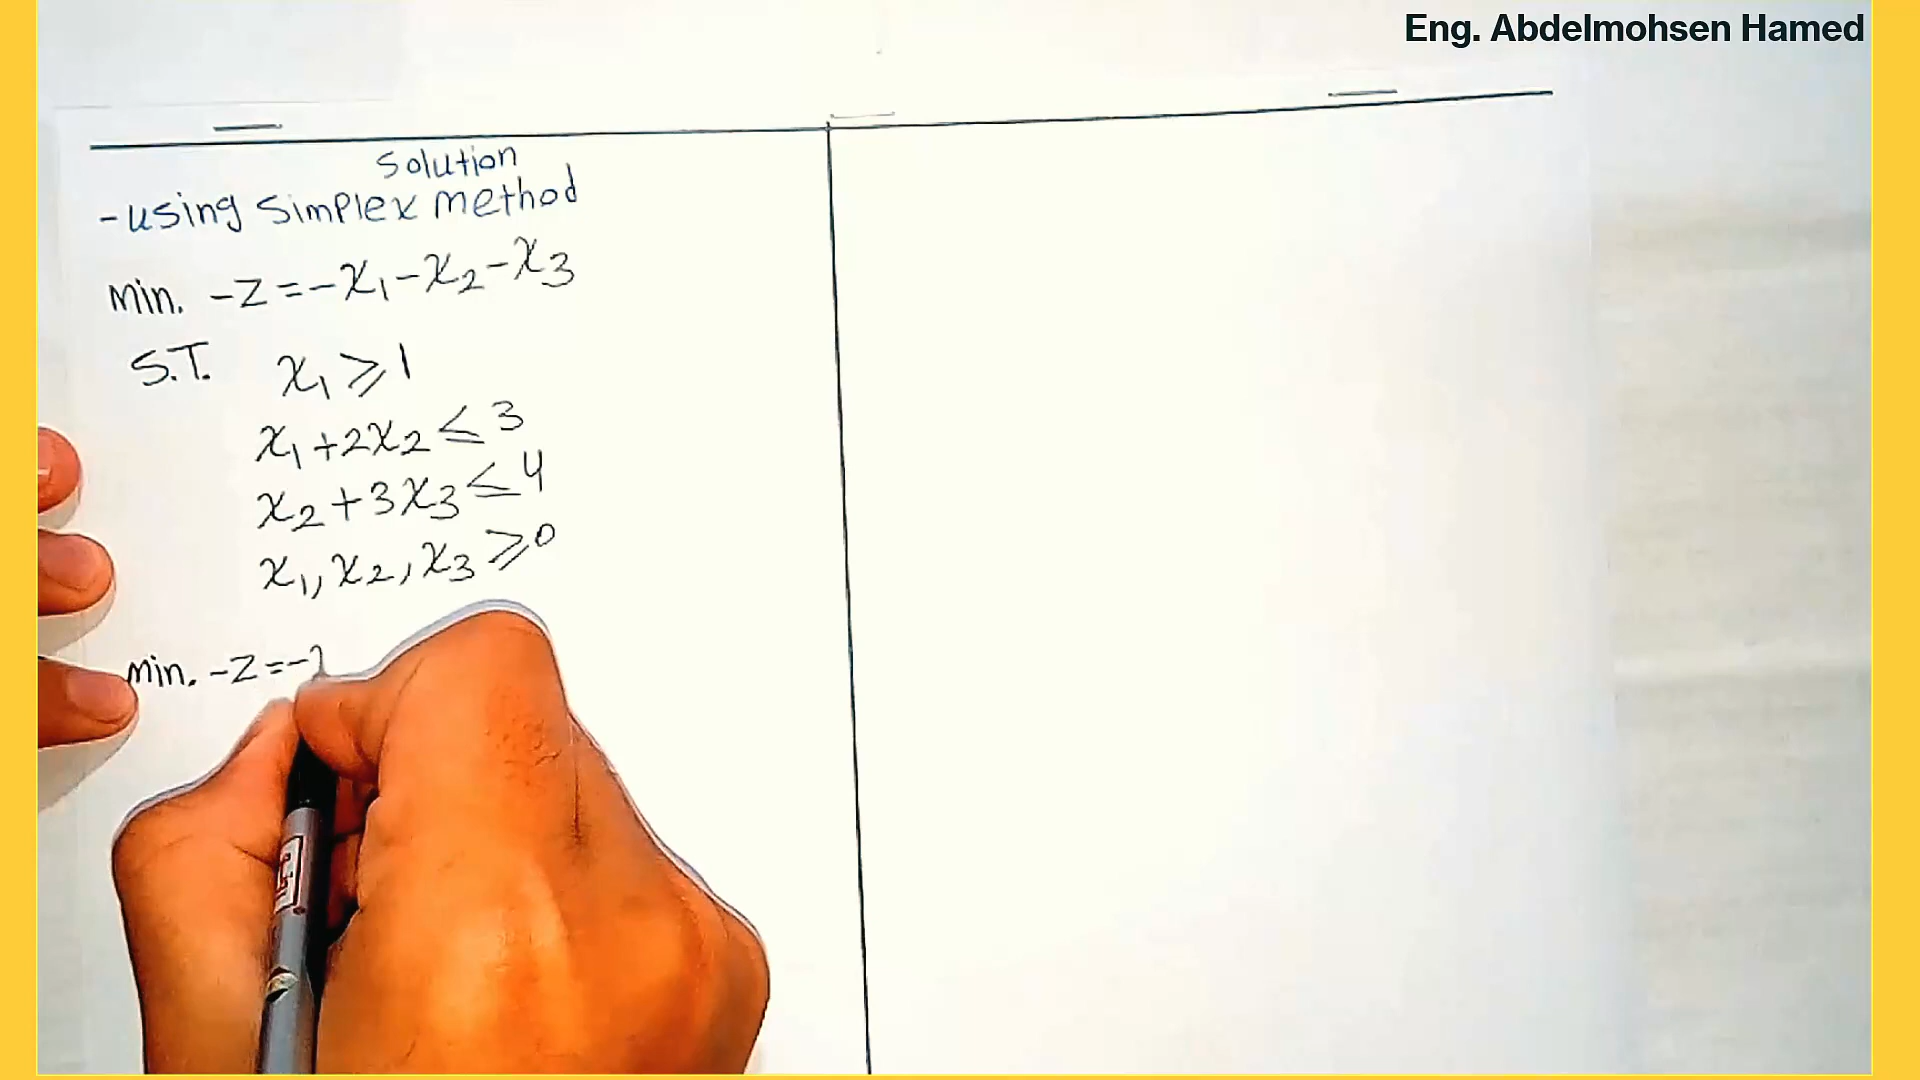 Eng. Abdelmohsen Hamed
Solution
-using Simplex method
min. -Z=-x₁-x₂-x₃
S.T. x₁ ⩾ 1
x₁+2x₂ ≤ 3
x₂+3x₃ ≤ 4
x₁, x₂, x₃ ⩾ 0
min. -Z=-